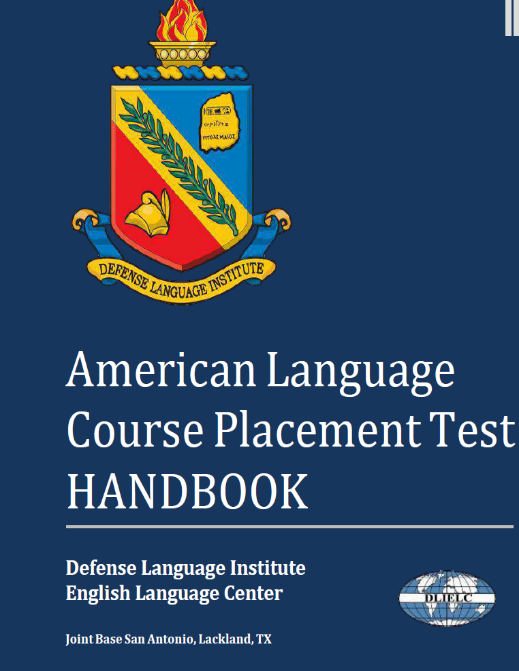 DEFENSE LANGUAGE INSTITUTE
American Language
Course Placement Test
HANDBOOK
Defense Language Institute
English Language Center
DLIELC
Joint Base San Antonio, Lackland, TX